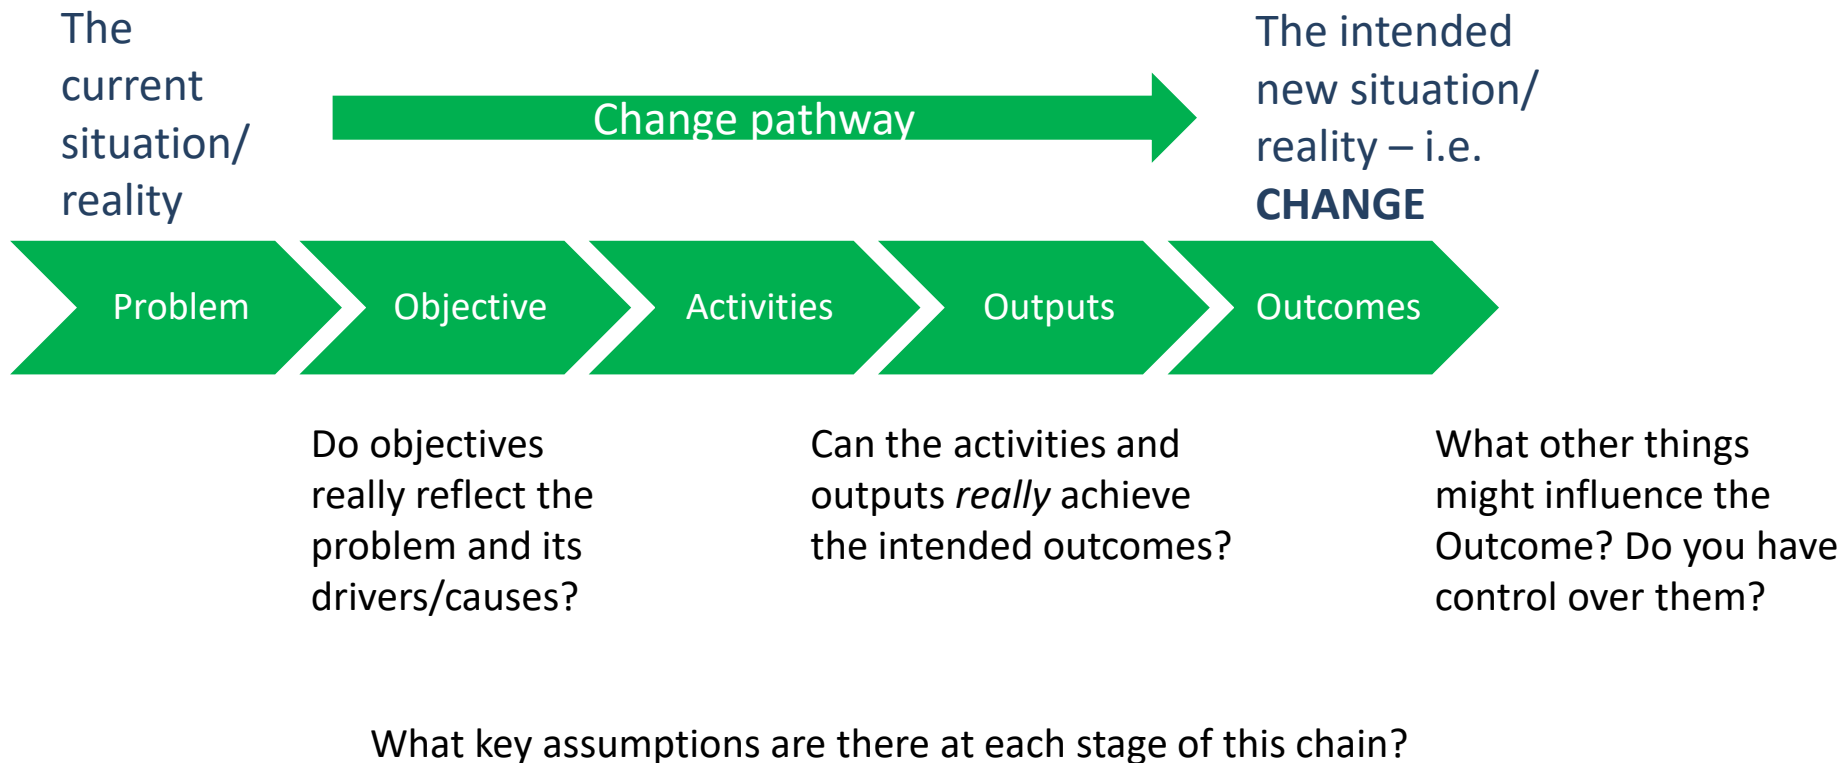 The
current
situation/
reality
Change pathway
The intended
new situation/
reality – i.e.
CHANGE
Problem
Objective
Activities
Outputs
Outcomes
Do objectives
really reflect the
problem and its
drivers/causes?
Can the activities and
outputs really achieve
the intended outcomes?
What other things
might influence the
Outcome? Do you have
control over them?
What key assumptions are there at each stage of this chain?